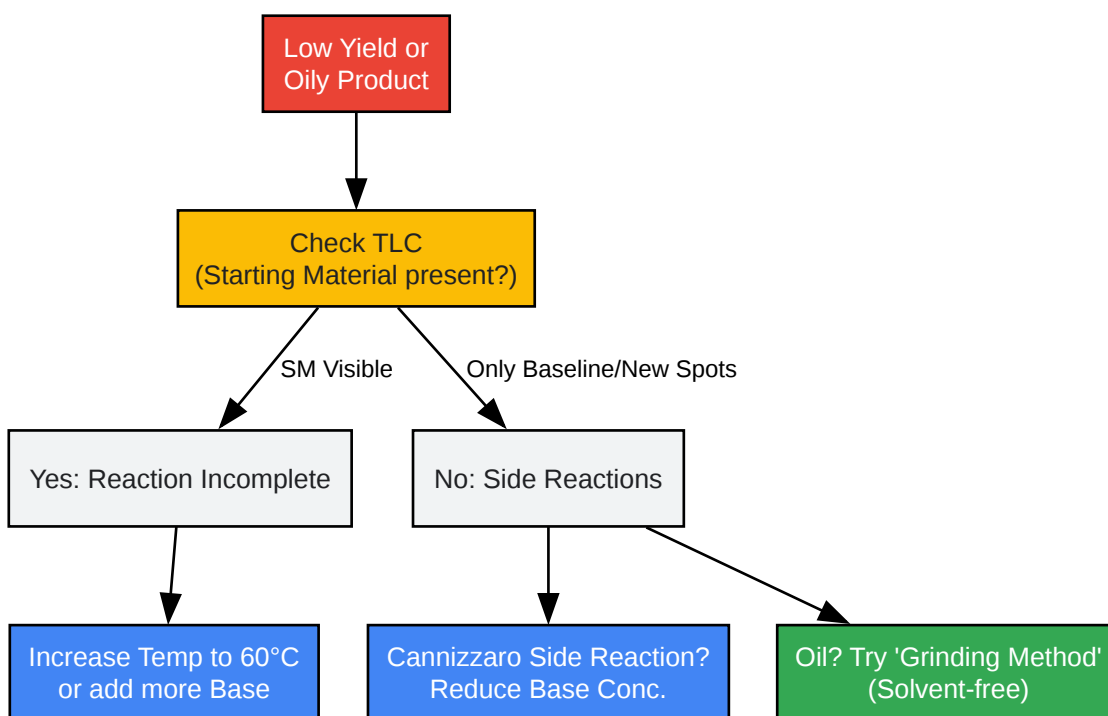 Low Yield or
Oily Product
Check TLC
(Starting Material present?)
SM Visible
Only Baseline/New Spots
Yes: Reaction Incomplete
No: Side Reactions
Increase Temp to 60°C
or add more Base
Cannizzaro Side Reaction?
Reduce Base Conc.
Oil? Try 'Grinding Method'
(Solvent-free)